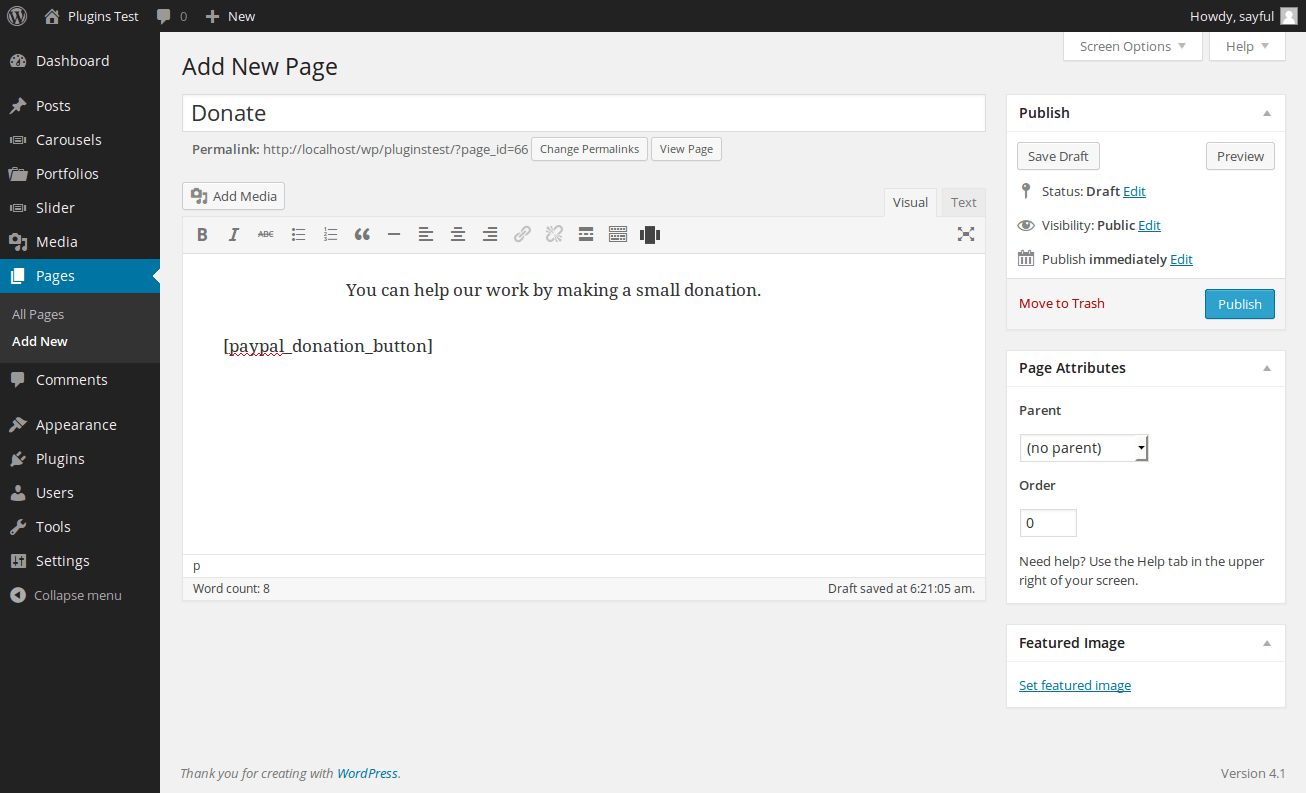 Plugins Test 0 New Howdy, sayful
Screen Options Help
Dashboard
Posts
Carousels
Portfolios
Slider
Media
Pages
All Pages
Add New
Comments
Appearance
Plugins
Users
Tools
Settings
Collapse menu
Add New Page
Donate
Permalink: http://localhost/wp/pluginstest/?page_id=66 Change Permalinks View Page
Add Media
Visual Text
B I ABC
You can help our work by making a small donation.
[paypal_donation_button]
p
Word count: 8 Draft saved at 6:21:05 am.
Publish
Save Draft Preview
Status: Draft Edit
Visibility: Public Edit
Publish immediately Edit
Move to Trash Publish
Page Attributes
Parent
(no parent)
Order
0
Need help? Use the Help tab in the upper
right of your screen.
Featured Image
Set featured image
Thank you for creating with WordPress. Version 4.1